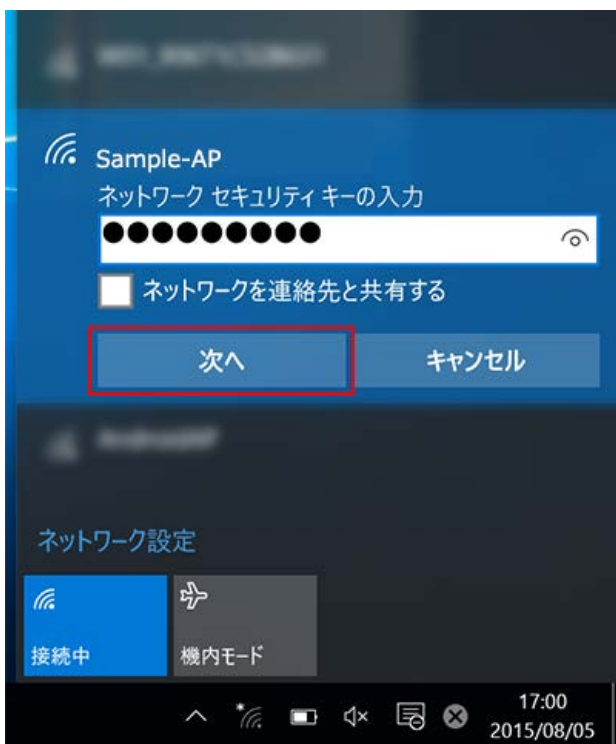 Sample-AP
ネットワーク セキュリティ キーの入力
●●●●●●●●●
ネットワークを連絡先と共有する
次へ
キャンセル
ネットワーク設定
接続中
機内モード
17:00
2015/08/05